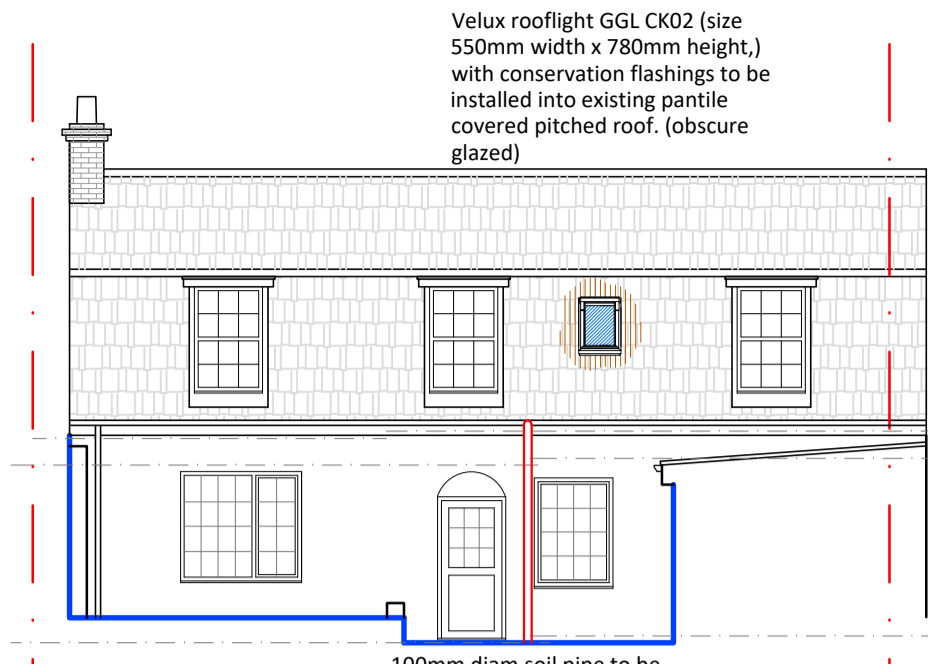 Velux rooflight GGL CK02 (size
550mm width x 780mm height,)
with conservation flashings to be
installed into existing pantile
covered pitched roof. (obscure
glazed)
100mm diam soil pipe to be